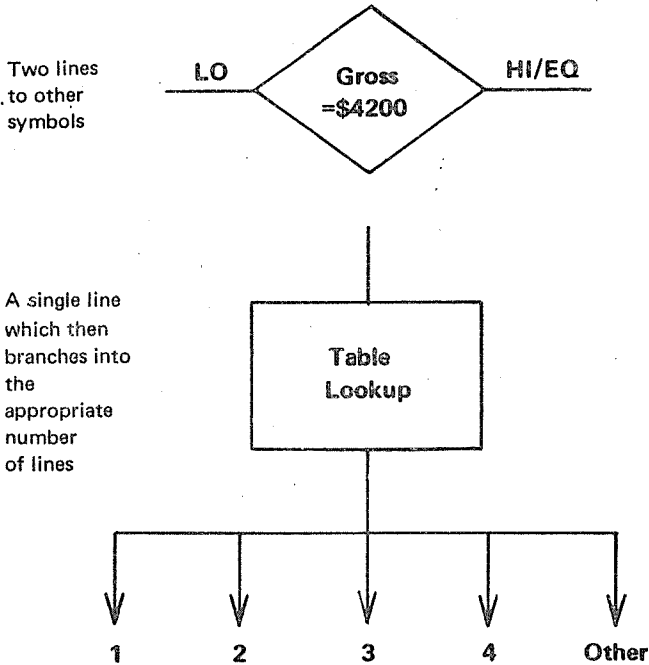 Two lines
to other
symbols
LO
Gross
=$4200
HI/EQ
A single line
which then
branches into
the
appropriate
number
of lines
Table
Lookup
1
2
3
4
Other